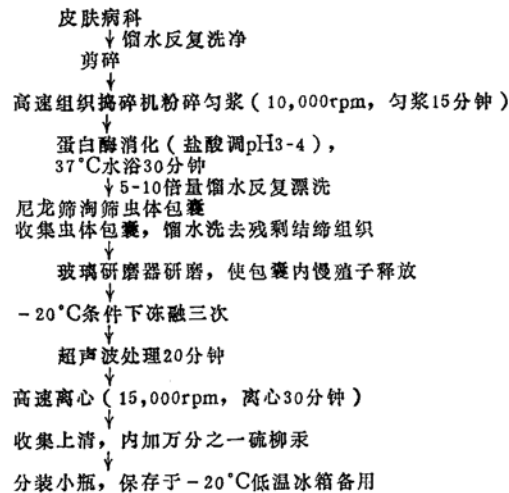 皮肤病科
馏水反复洗净
剪碎
高速组织捣碎机粉碎匀浆（10,000rpm，匀浆15分钟）
蛋白酶消化（盐酸调pH3-4），
37°C水浴30分钟
5-10倍量馏水反复漂洗
尼龙筛淘筛虫体包囊
收集虫体包囊，馏水洗去残剩结缔组织
玻璃研磨器研磨，使包囊内慢殖子释放
-20°C条件下冻融三次
超声波处理20分钟
高速离心（15,000rpm，离心30分钟）
收集上清，内加万分之一硫柳汞
分装小瓶，保存于-20°C低温冰箱备用